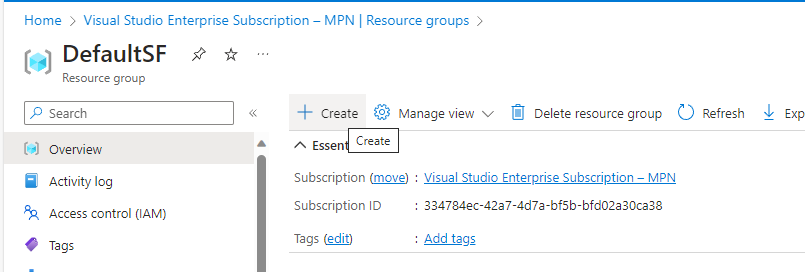 Home > Visual Studio Enterprise Subscription – MPN | Resource groups >
DefaultSF
Resource group
Search
Create
Manage view
Delete resource group
Refresh
Exp
Create
Overview
Essent
Activity log
Subscription (move) : Visual Studio Enterprise Subscription – MPN
Access control (IAM)
Subscription ID : 334784ec-42a7-4d7a-bf5b-bfd02a30ca38
Tags
Tags (edit) : Add tags